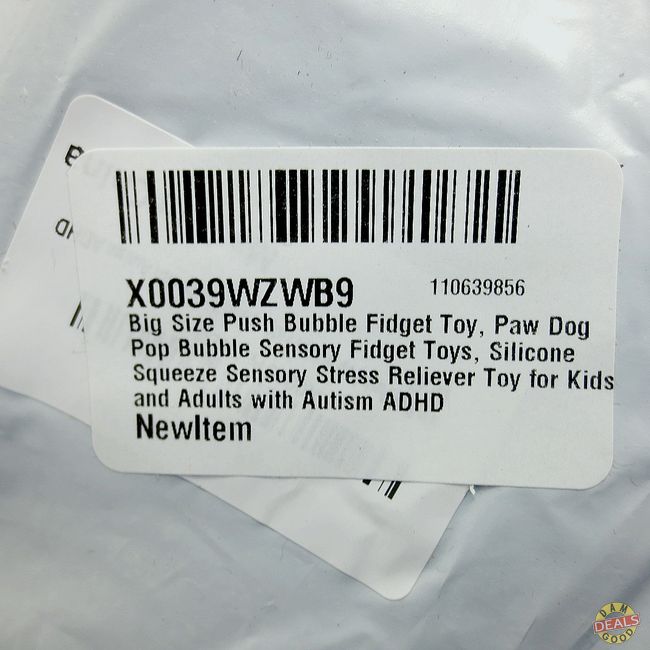 X0039WZWB9
110639856
Big Size Push Bubble Fidget Toy, Paw Dog
Pop Bubble Sensory Fidget Toys, Silicone
Squeeze Sensory Stress Reliever Toy for Kids
and Adults with Autism ADHD
NewItem
DAM
DEALS
GOOD